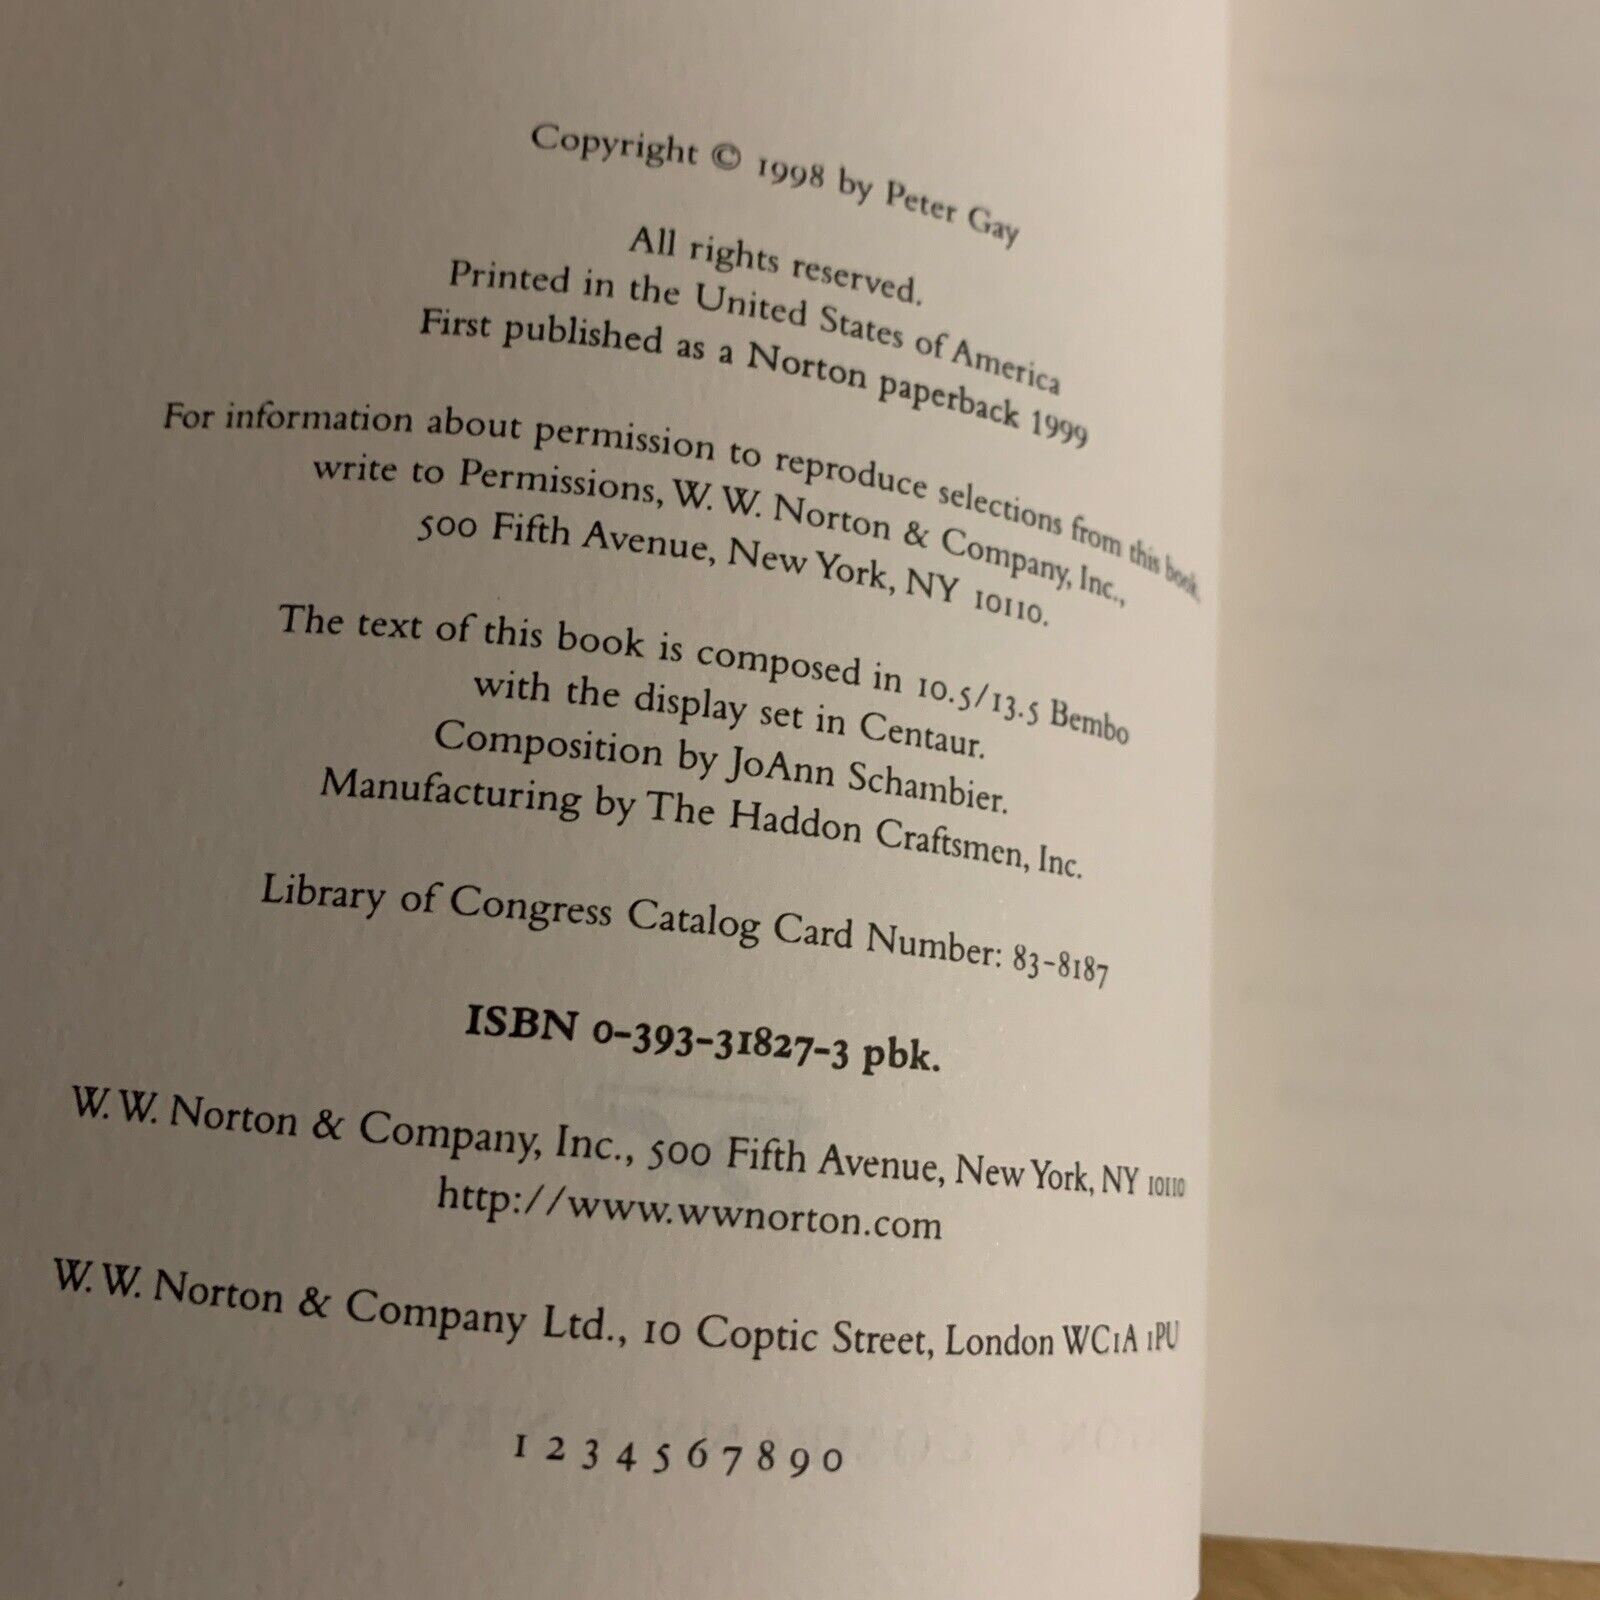 Copyright © 1998 by Peter Gay
All rights reserved.
Printed in the United States of America
First published as a Norton paperback 1999
For information about permission to reproduce selections from this book,
write to Permissions, W. W. Norton & Company, Inc.,
500 Fifth Avenue, New York, NY 10110.
The text of this book is composed in 10.5/13.5 Bembo
with the display set in Centaur.
Composition by JoAnn Schambier.
Manufacturing by The Haddon Craftsmen, Inc.
Library of Congress Catalog Card Number: 83-8187
ISBN 0-393-31827-3 pbk.
W. W. Norton & Company, Inc., 500 Fifth Avenue, New York, NY 10110
http://www.wwnorton.com
W. W. Norton & Company Ltd., 10 Coptic Street, London WC1A 1PU
1 2 3 4 5 6 7 8 9 0